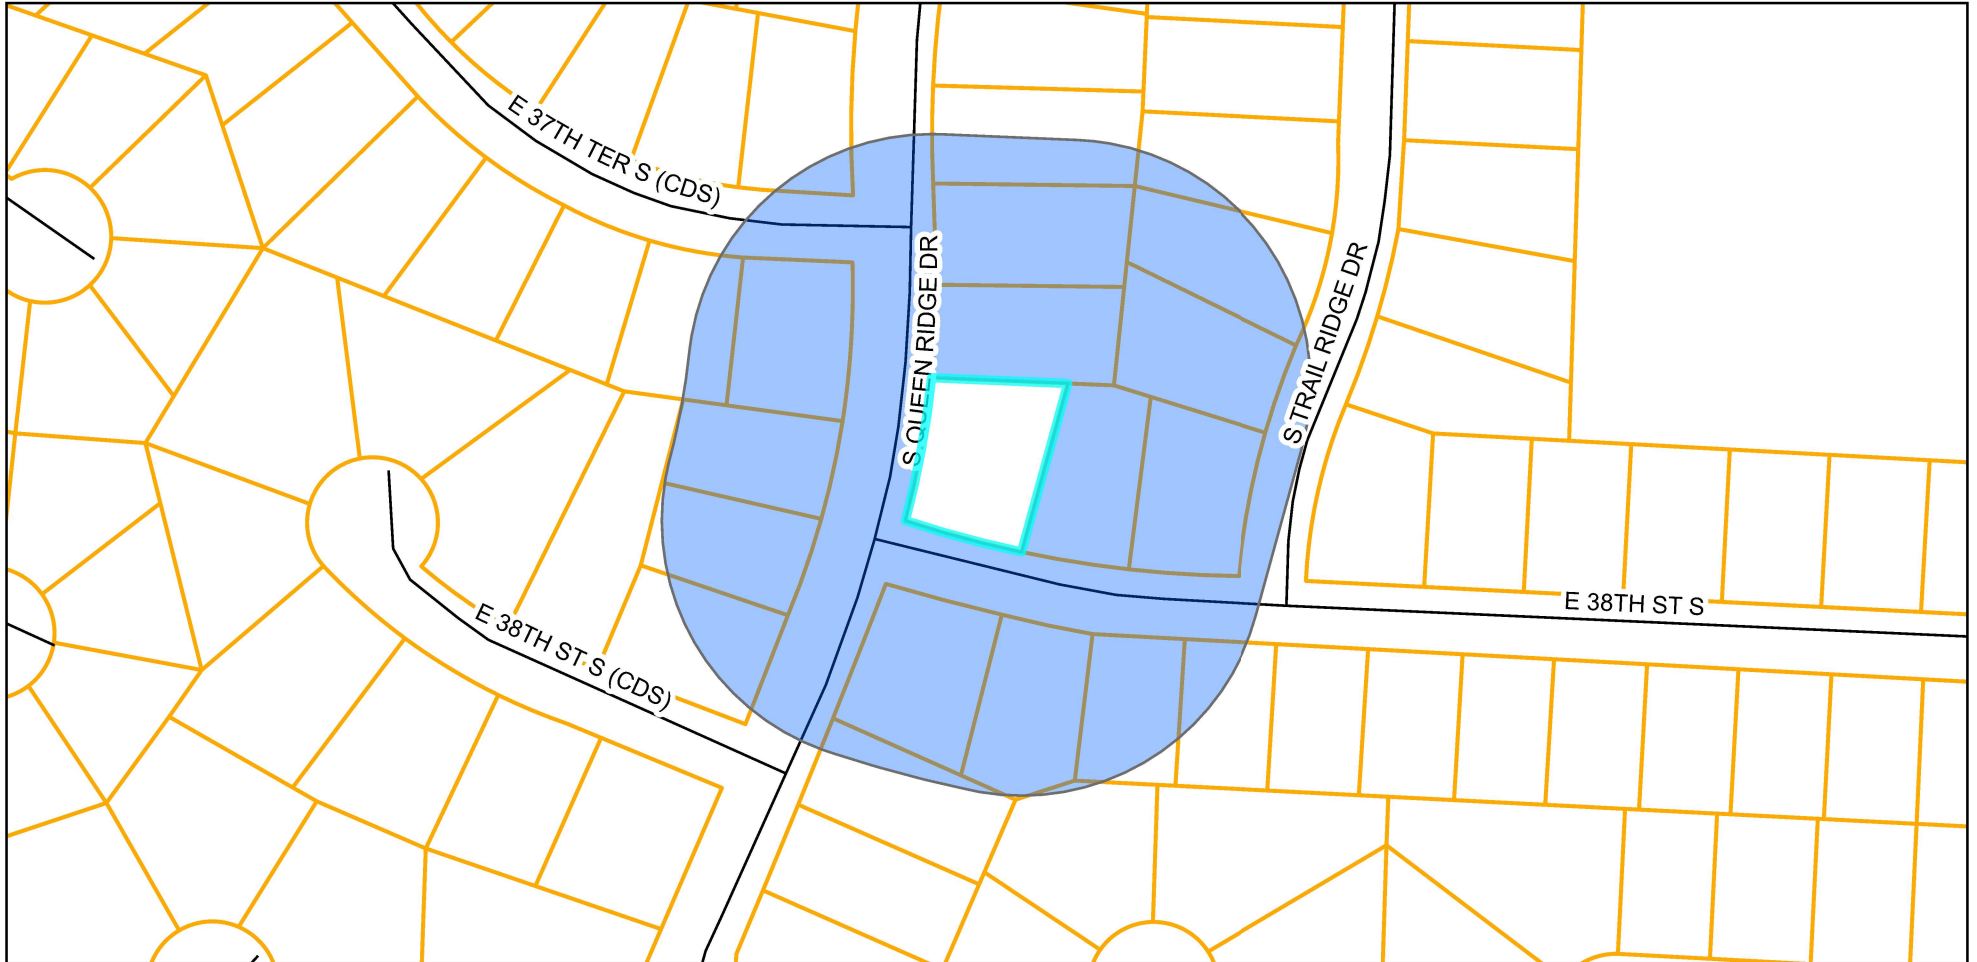 E 37TH TER S (CDS)
S QUEEN RIDGE DR
S TRAIL RIDGE DR
E 38TH ST S
E 38TH ST S (CDS)